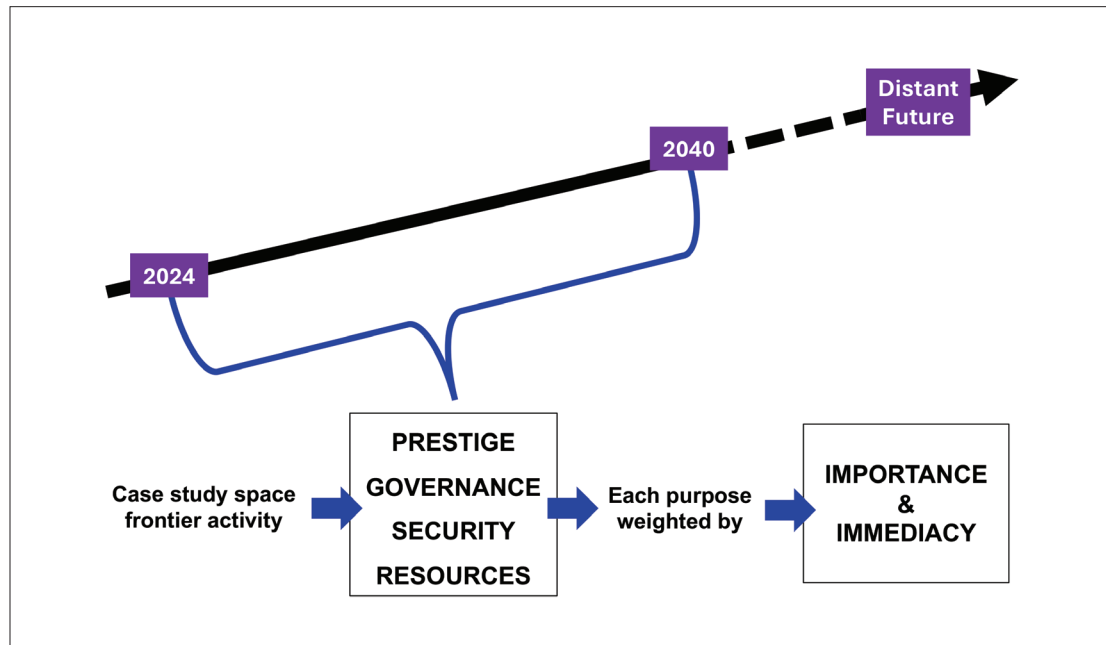 Distant
Future
2040
2024
PRESTIGE
GOVERNANCE
SECURITY
RESOURCES
Case study space
frontier activity
Each purpose
weighted by
IMPORTANCE
&
IMMEDIACY